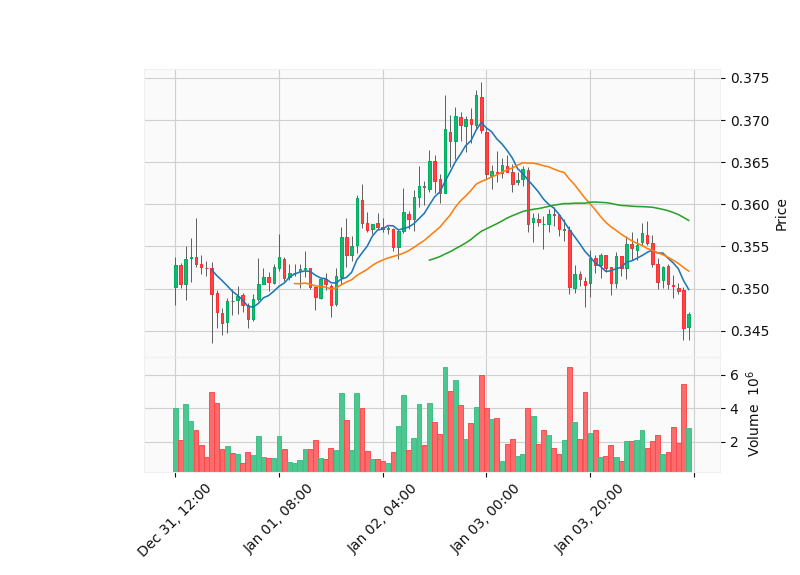 0.375
0.370
0.365
0.360
0.355
0.350
0.345
Price
6
4
2
Volume 10^6
Dec 31, 12:00
Jan 01, 08:00
Jan 02, 04:00
Jan 03, 00:00
Jan 03, 20:00